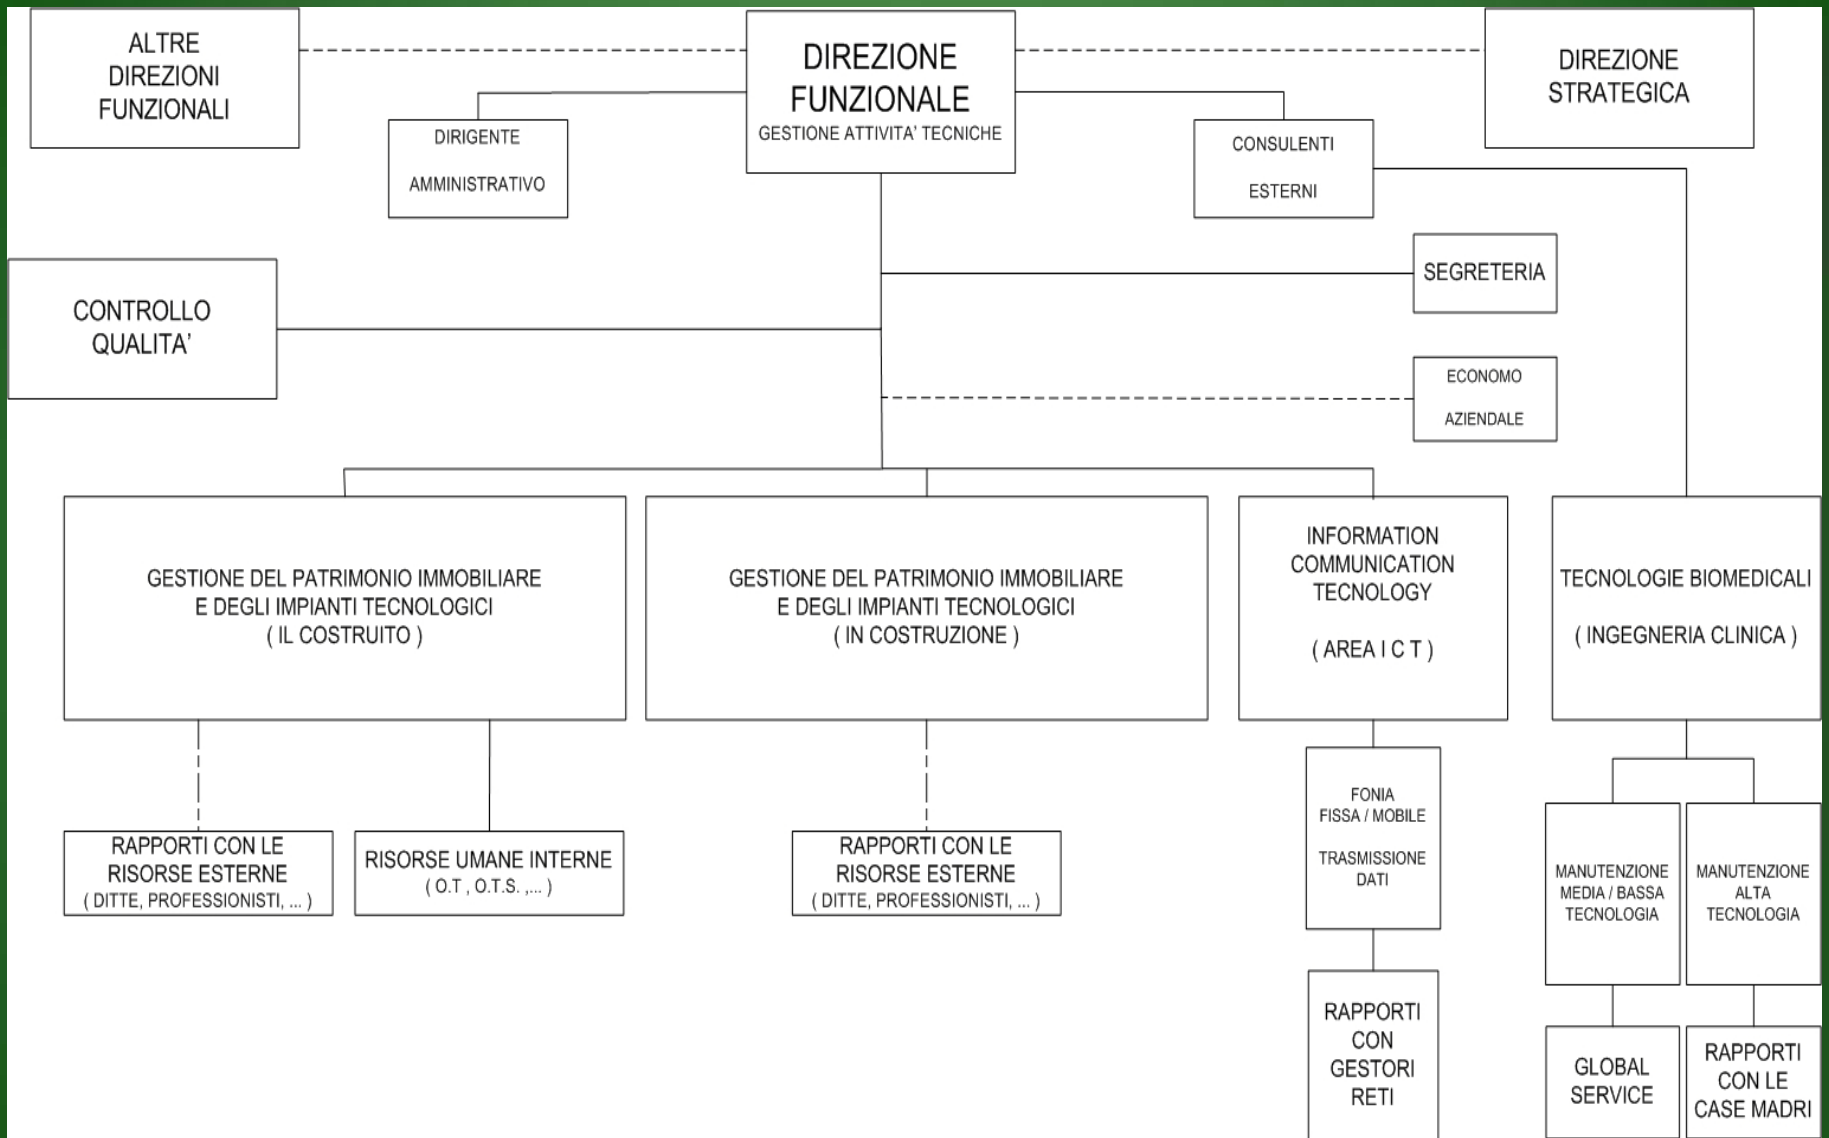 ALTRE
DIREZIONI
FUNZIONALI
DIREZIONE
FUNZIONALE
GESTIONE ATTIVITA' TECNICHE
DIREZIONE
STRATEGICA
DIRIGENTE
AMMINISTRATIVO
CONSULENTI
ESTERNI
SEGRETERIA
CONTROLLO
QUALITA'
ECONOMO
AZIENDALE
GESTIONE DEL PATRIMONIO IMMOBILIARE
E DEGLI IMPIANTI TECNOLOGICI
( IL COSTRUITO )
GESTIONE DEL PATRIMONIO IMMOBILIARE
E DEGLI IMPIANTI TECNOLOGICI
( IN COSTRUZIONE )
INFORMATION
COMMUNICATION
TECNOLOGY
( AREA I C T )
TECNOLOGIE BIOMEDICALI
( INGEGNERIA CLINICA )
RAPPORTI CON LE
RISORSE ESTERNE
( DITTE, PROFESSIONISTI, ... )
RISORSE UMANE INTERNE
( O.T , O.T.S. ,... )
RAPPORTI CON LE
RISORSE ESTERNE
( DITTE, PROFESSIONISTI, ... )
FONIA
FISSA / MOBILE
TRASMISSIONE
DATI
MANUTENZIONE
MEDIA / BASSA
TECNOLOGIA
MANUTENZIONE
ALTA
TECNOLOGIA
RAPPORTI
CON
GESTORI
RETI
GLOBAL
SERVICE
RAPPORTI
CON LE
CASE MADRI